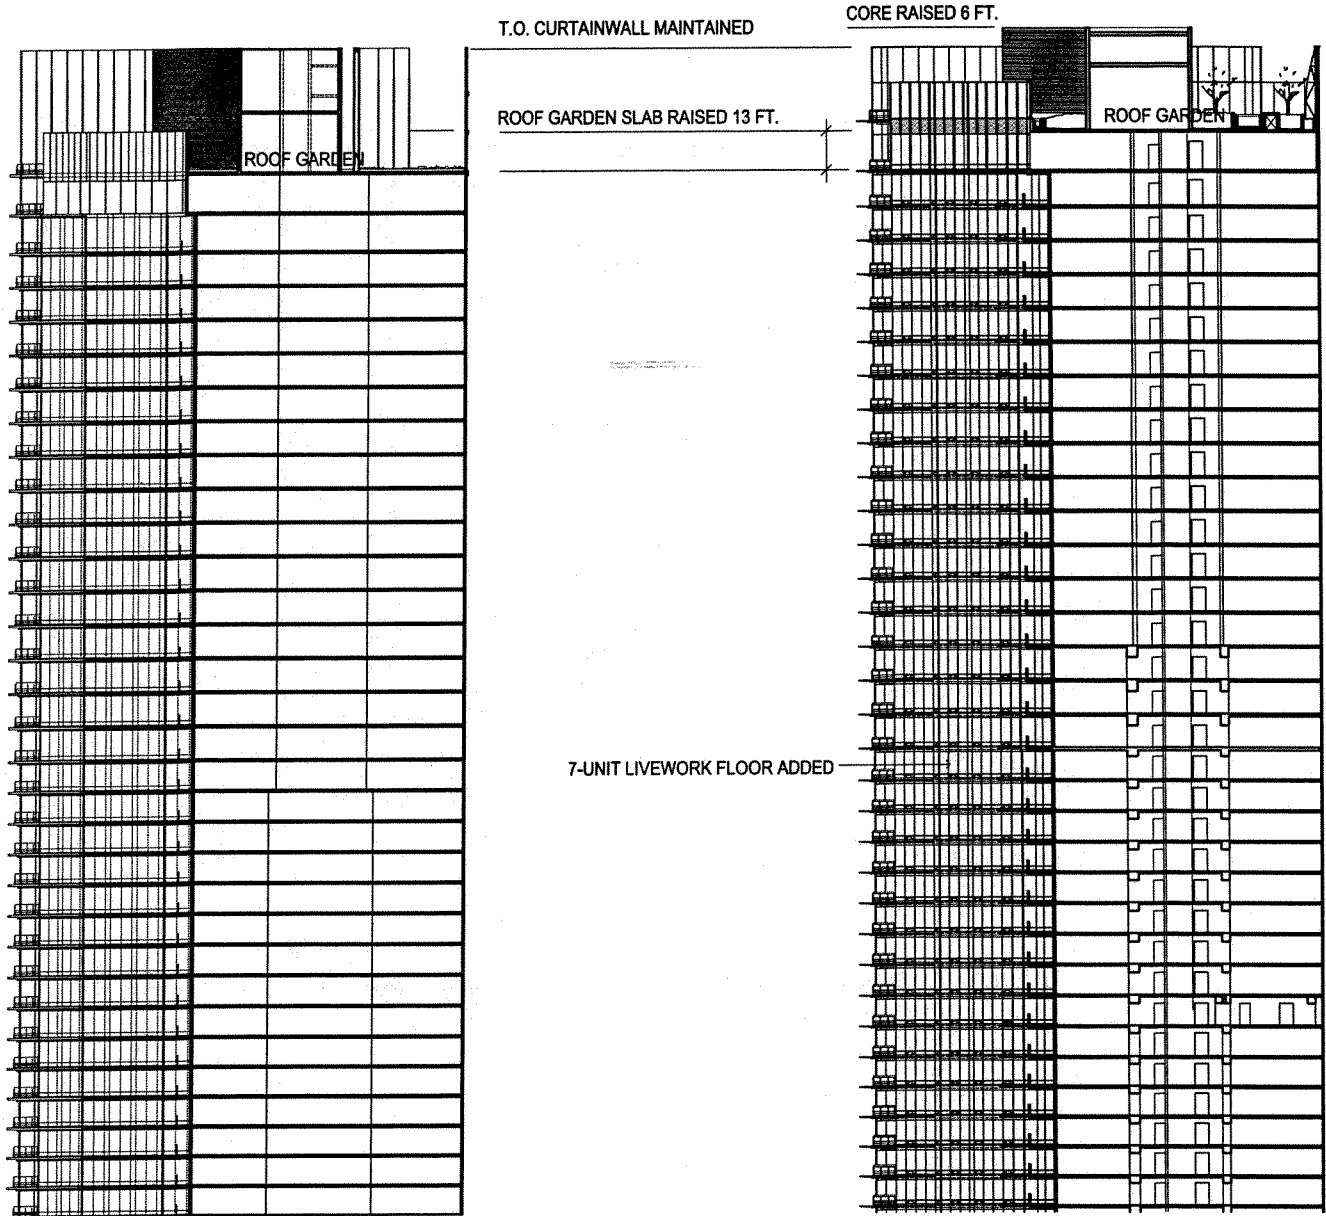 CORE RAISED 6 FT.
T.O. CURTAINWALL MAINTAINED
ROOF GARDEN SLAB RAISED 13 FT.
ROOF GARDEN
ROOF GARDEN
7-UNIT LIVEWORK FLOOR ADDED